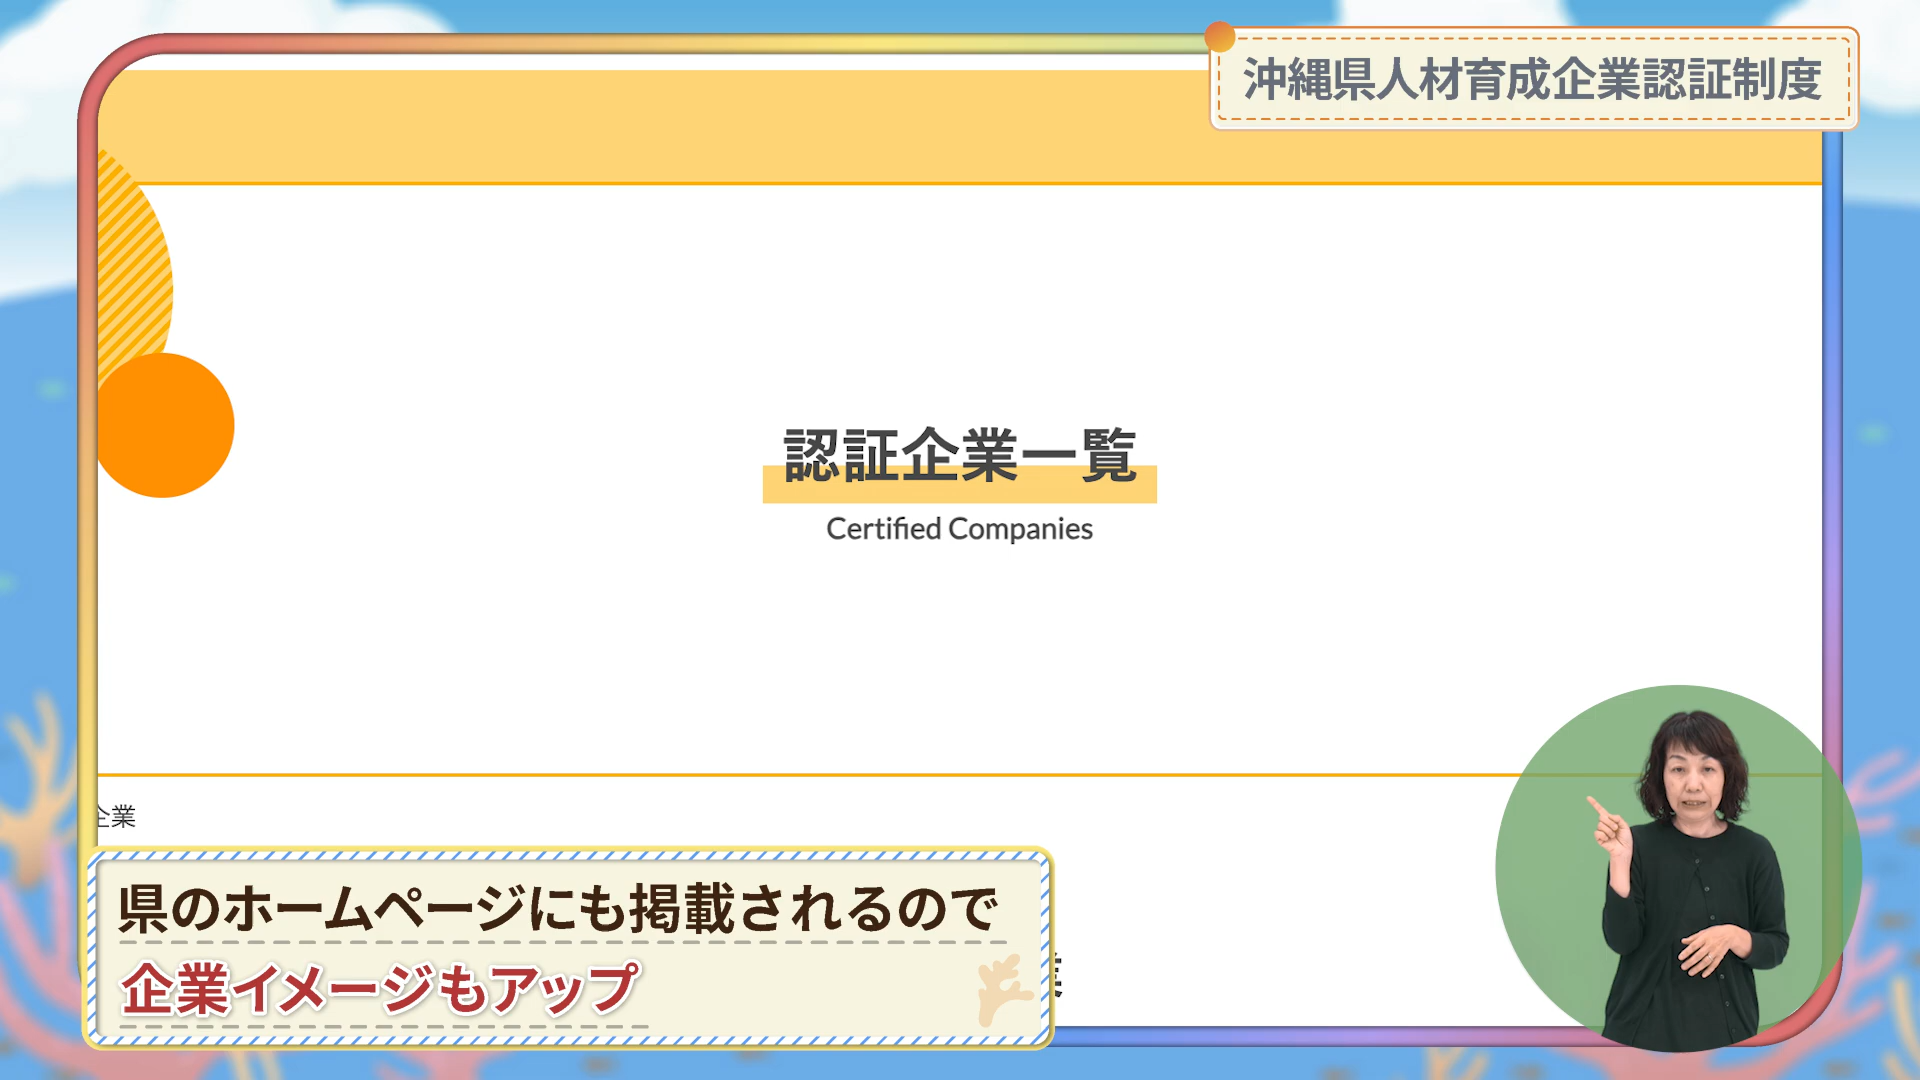 沖縄県人材育成企業認証制度
認証企業一覧
Certified Companies
企業
県のホームページにも掲載されるので
企業イメージもアップ